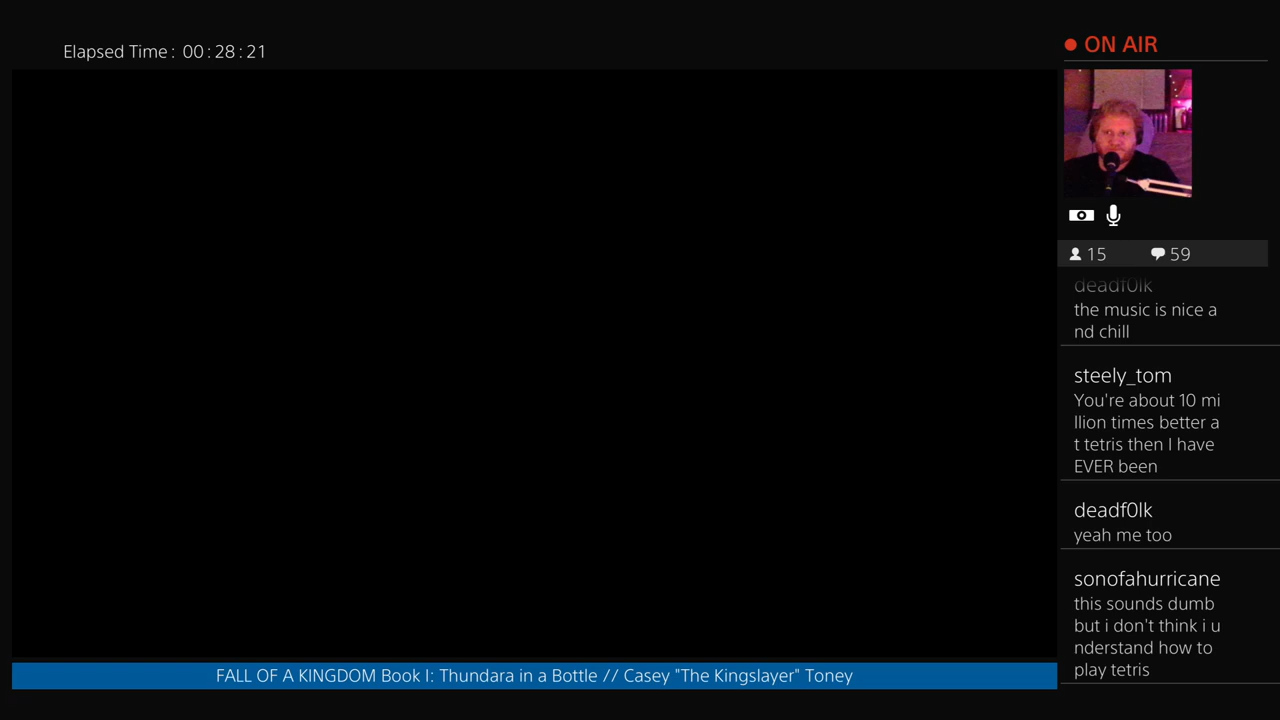 Elapsed Time : 00 : 28 : 21
ON AIR
15 59
deadf0lk
the music is nice a
nd chill
steely_tom
You're about 10 mi
llion times better a
t tetris then I have
EVER been
deadf0lk
yeah me too
sonofahurricane
this sounds dumb
but i don't think i u
nderstand how to
play tetris
FALL OF A KINGDOM Book I: Thundara in a Bottle // Casey "The Kingslayer" Toney